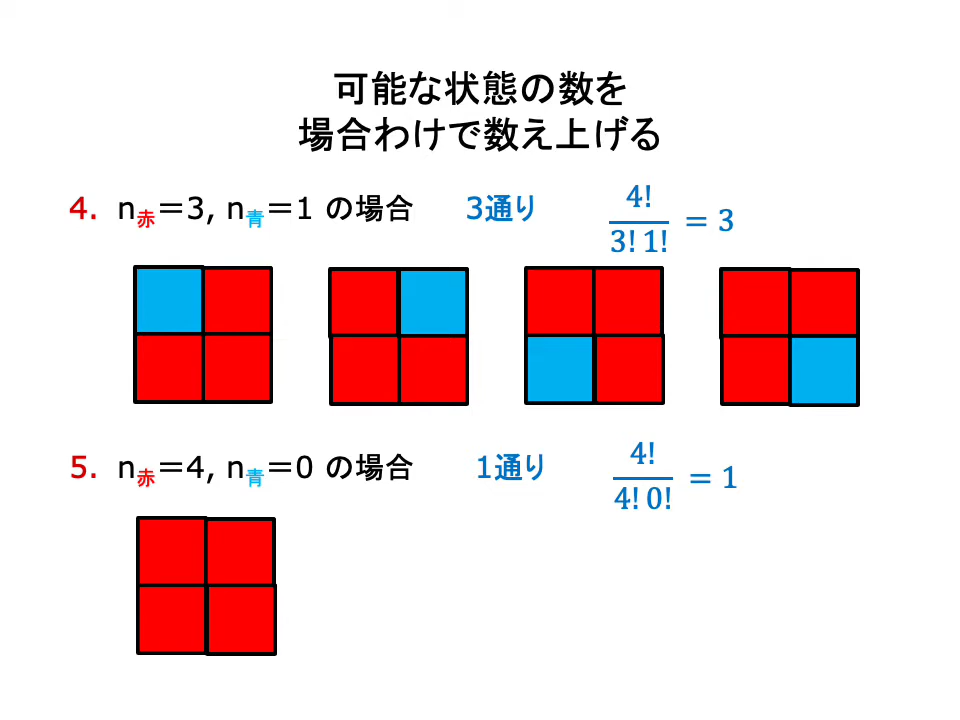 可能な状態の数を
場合わけで数え上げる
4. n赤＝3, n青＝1 の場合 3通り 4!/(3! 1!) = 3
5. n赤＝4, n青＝0 の場合 1通り 4!/(4! 0!) = 1